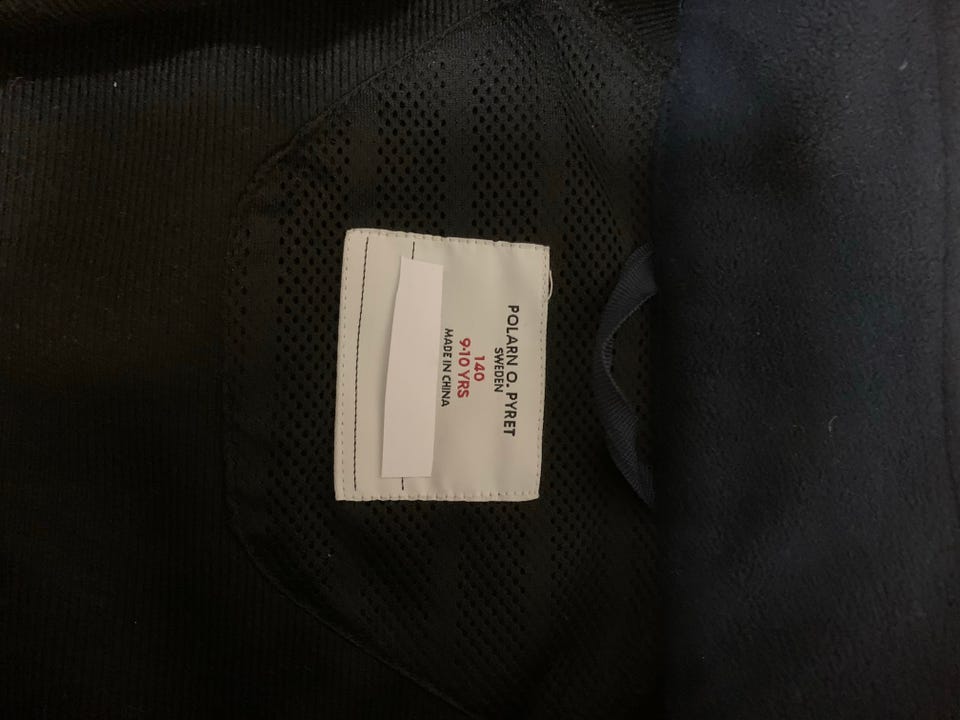 POLARN O. PYRET
SWEDEN
140
9-10 YRS
MADE IN CHINA